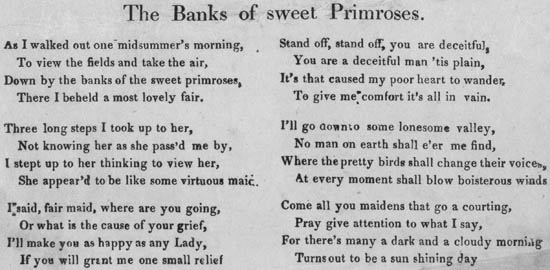 The Banks of sweet Primroses.
As I walked out one midsummer's morning,
To view the fields and take the air,
Down by the banks of the sweet primroses,
There I beheld a most lovely fair.
Three long steps I took up to her,
Not knowing her as she pass'd me by,
I stept up to her thinking to view her,
She appear'd to be like some virtuous maid.
I said, fair maid, where are you going,
Or what is the cause of your grief,
I'll make you as happy as any Lady,
If you will grant me one small relief
Stand off, stand off, you are deceitful,
You are a deceitful man 'tis plain,
It's that caused my poor heart to wander,
To give me comfort it's all in vain.
I'll go downto some lonesome valley,
No man on earth shall e'er me find,
Where the pretty birds shall change their voices,
At every moment shall blow boisterous winds
Come all you maidens that go a courting,
Pray give attention to what I say,
For there's many a dark and a cloudy morning
Turns out to be a sun shining day